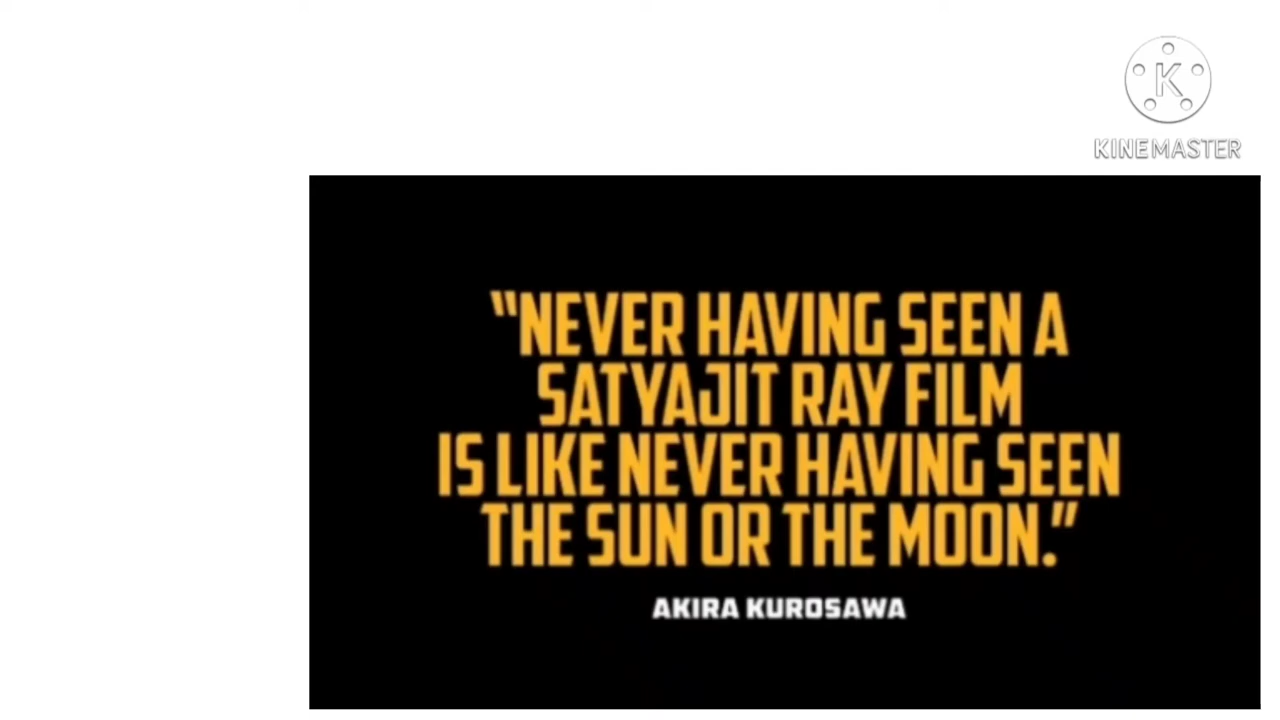 K
KINEMASTER
"NEVER HAVING SEEN A
SATYAJIT RAY FILM
IS LIKE NEVER HAVING SEEN
THE SUN OR THE MOON."
AKIRA KUROSAWA